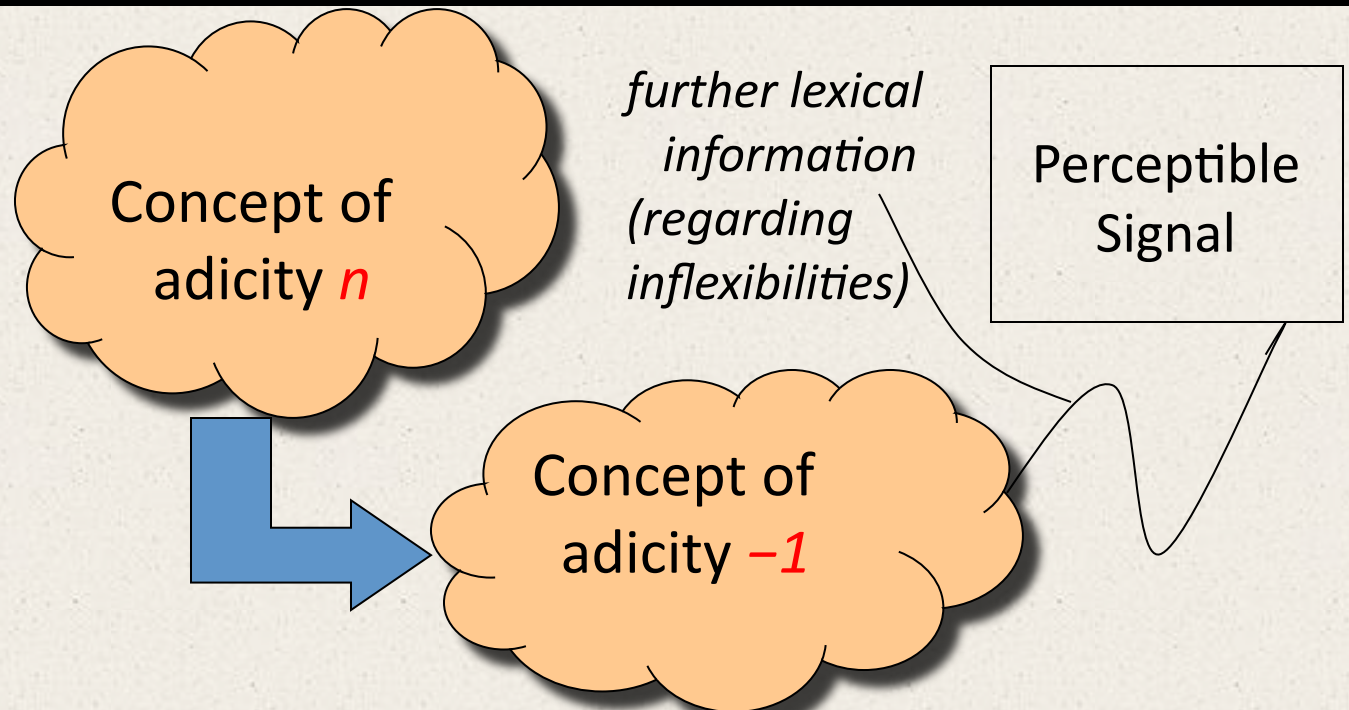 Concept of
adicity n
further lexical
information
(regarding
inflexibilities)
Perceptible
Signal
Concept of
adicity −1